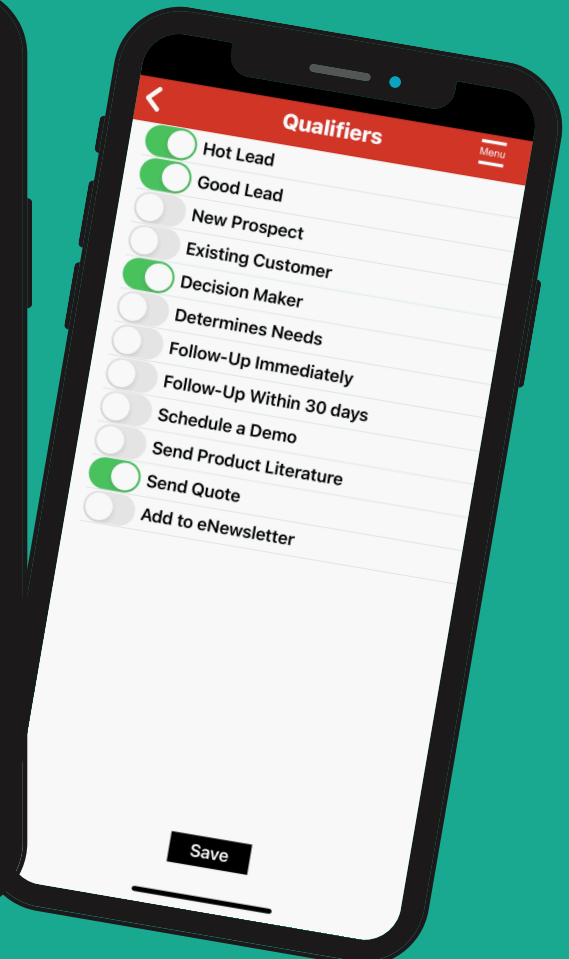 Qualifiers
Menu
Hot Lead
Good Lead
New Prospect
Existing Customer
Decision Maker
Determines Needs
Follow-Up Immediately
Follow-Up Within 30 days
Schedule a Demo
Send Product Literature
Send Quote
Add to eNewsletter
Save